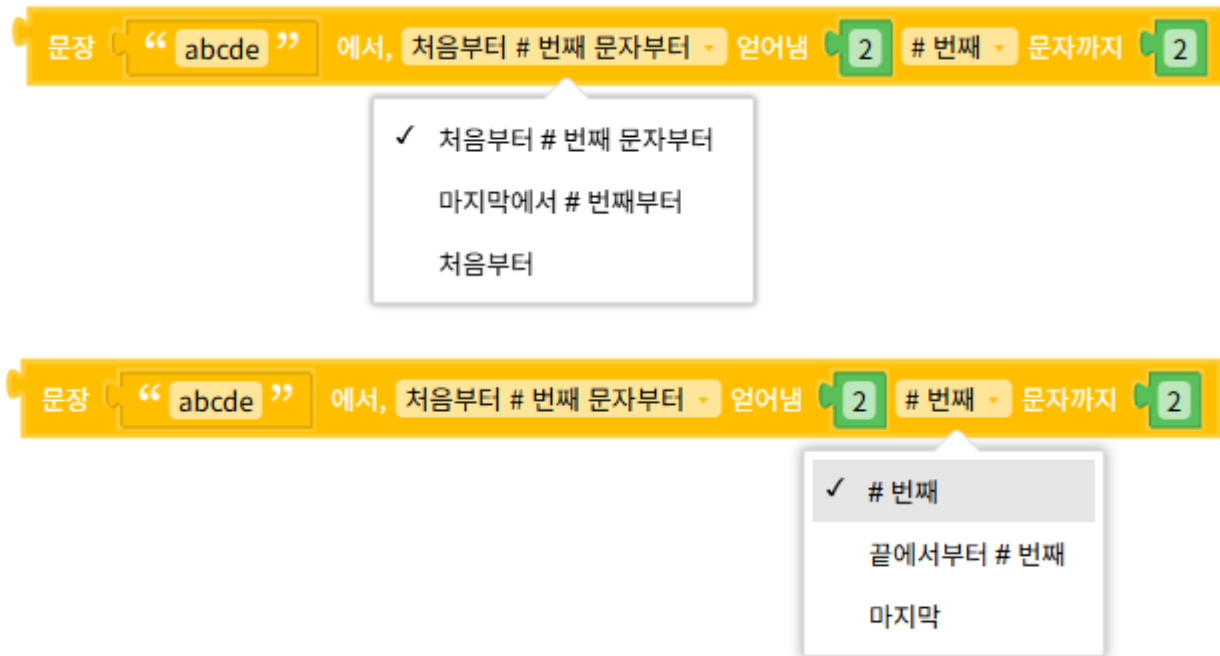 문장 “ abcde ” 에서, 처음부터 # 번째 문자부터 얻어냄 2 # 번째 문자까지 2
✓ 처음부터 # 번째 문자부터
마지막에서 # 번째부터
처음부터
문장 “ abcde ” 에서, 처음부터 # 번째 문자부터 얻어냄 2 # 번째 문자까지 2
✓ # 번째
끝에서부터 # 번째
마지막